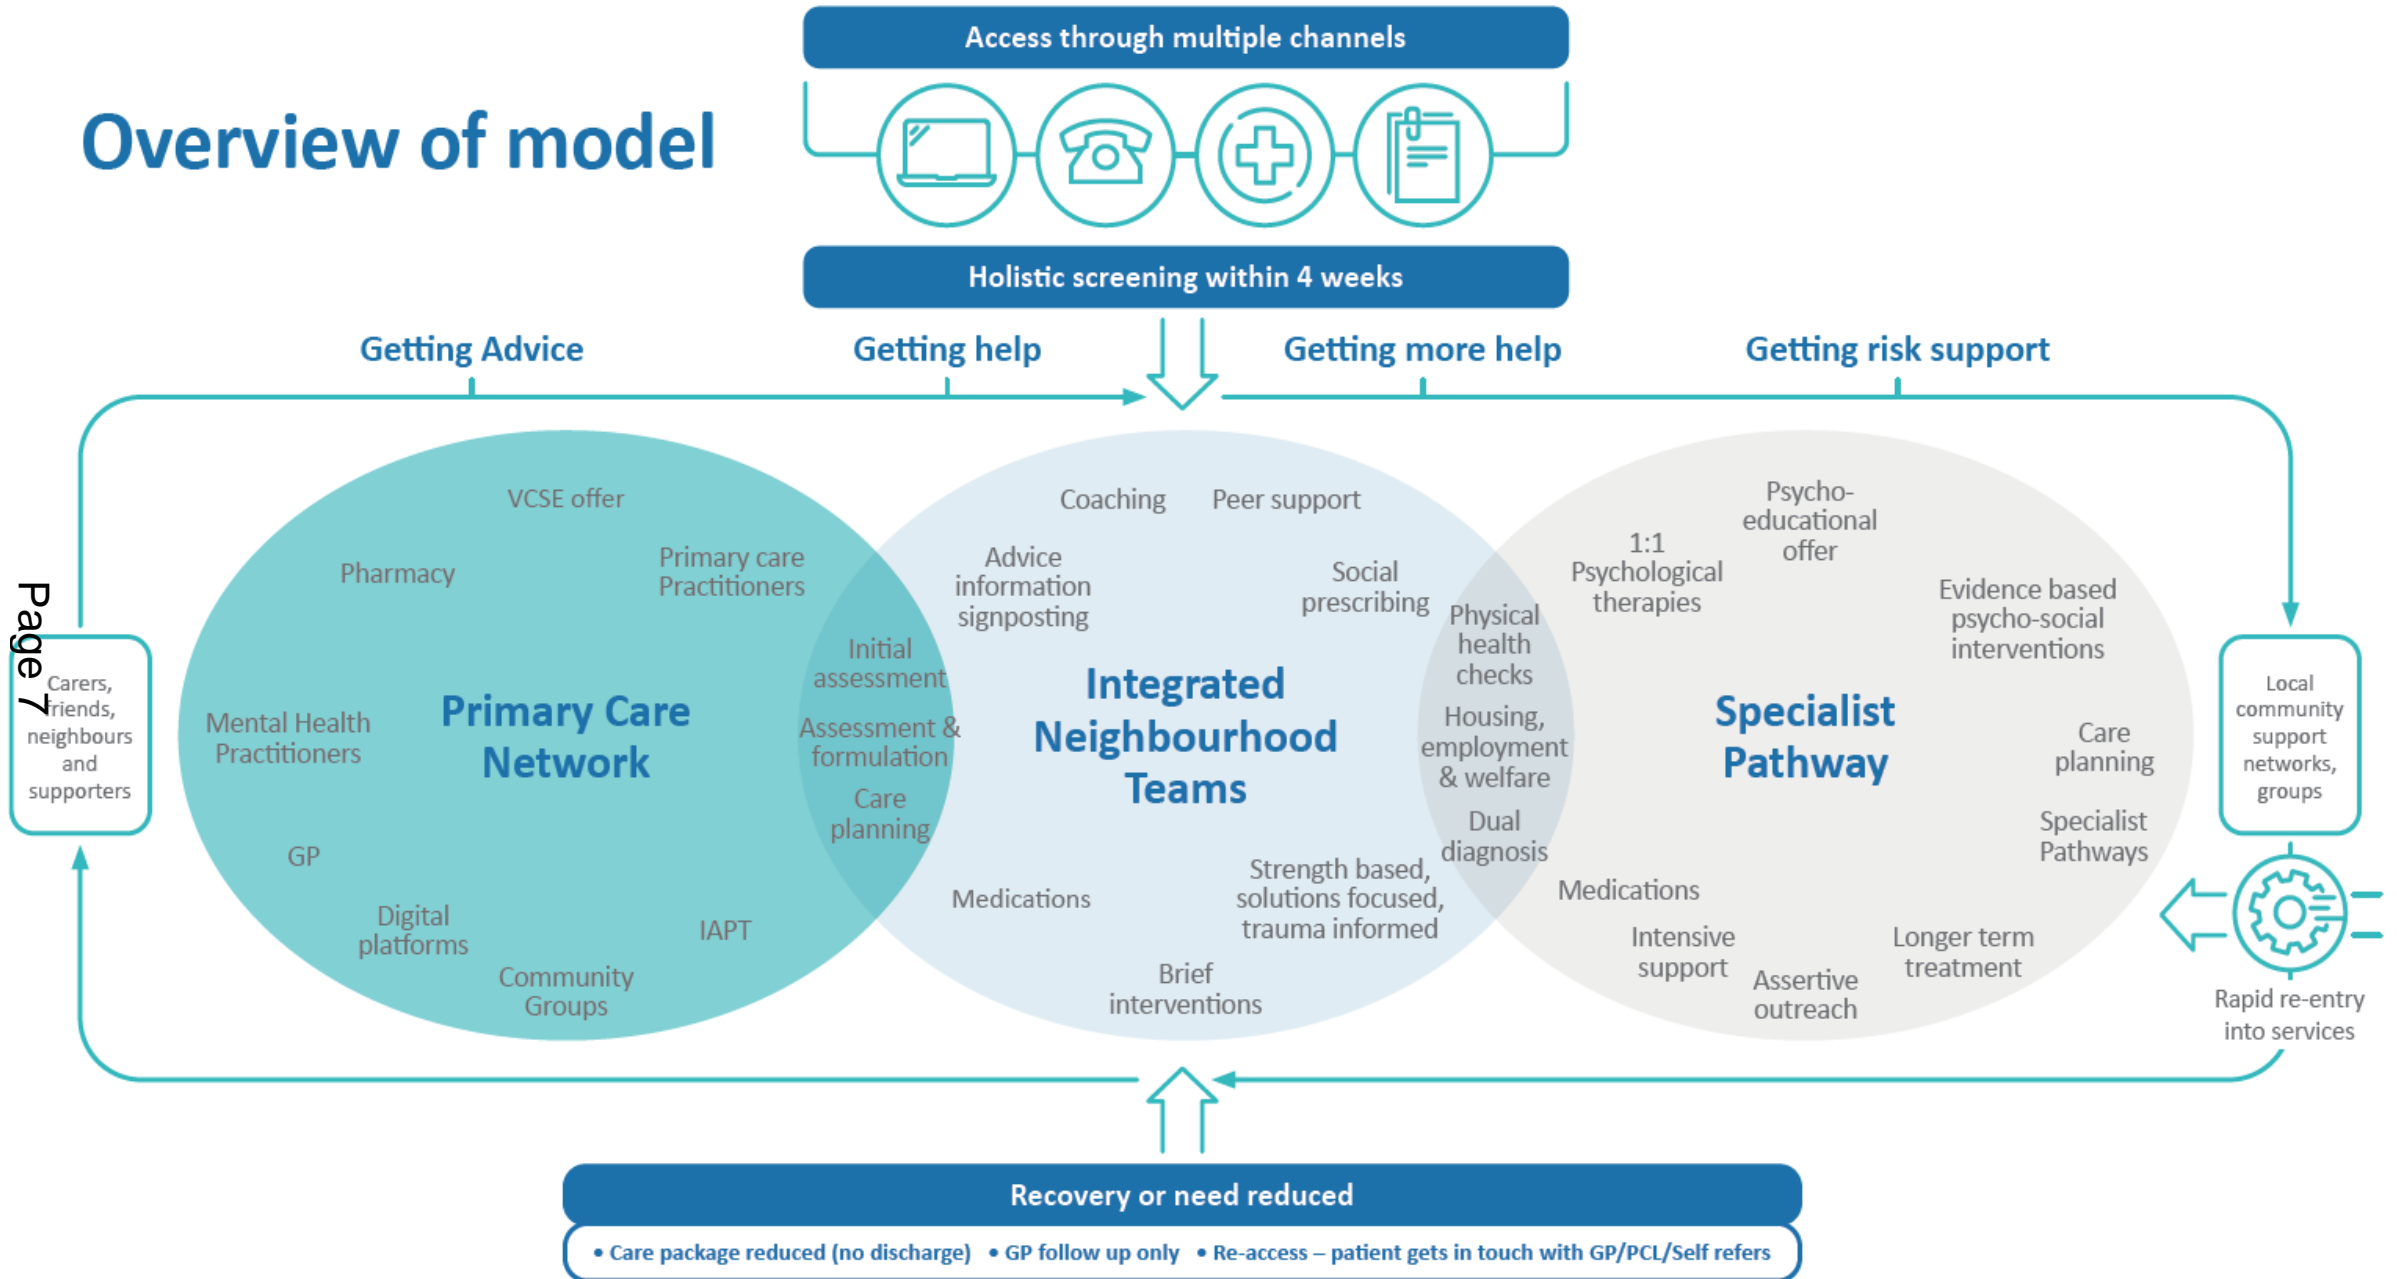 Access through multiple channels
Overview of model
Holistic screening within 4 weeks
Getting Advice
Getting help
Getting more help
Getting risk support
Page 7
Carers,
friends,
neighbours
and
supporters
VCSE offer
Pharmacy
Primary care
Practitioners
Mental Health
Practitioners
Primary Care
Network
GP
Digital
platforms
IAPT
Community
Groups
Initial
assessment
Assessment &
formulation
Care
planning
Coaching
Peer support
Advice
information
signposting
Social
prescribing
Integrated
Neighbourhood
Teams
Medications
Strength based,
solutions focused,
trauma informed
Brief
interventions
Physical
health
checks
Housing,
employment
& welfare
Dual
diagnosis
Psycho-
educational
offer
1:1
Psychological
therapies
Evidence based
psycho-social
interventions
Specialist
Pathway
Care
planning
Specialist
Pathways
Medications
Intensive
support
Assertive
outreach
Longer term
treatment
Local
community
support
networks,
groups
Rapid re-entry
into services
Recovery or need reduced
• Care package reduced (no discharge) • GP follow up only • Re-access – patient gets in touch with GP/PCL/Self refers